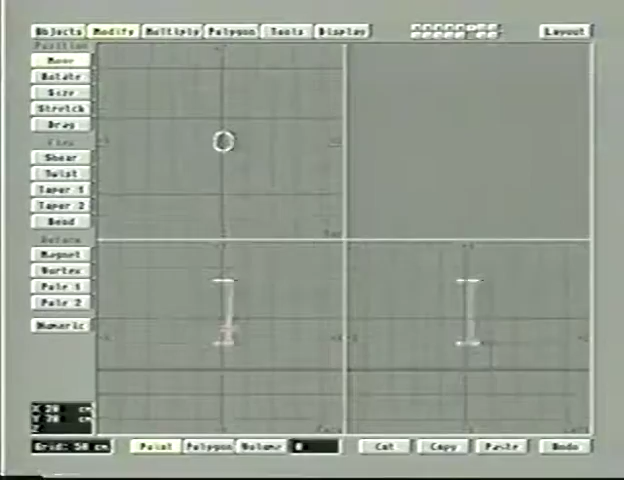 Objects Modify Multiply Polygon Tools Display Layout
Position
Move
Rotate
Size
Stretch
Drag
Shear
Twist
Taper 1
Taper 2
Bend
Deform
Magnet
Vortex
Pole 1
Pole 2
Numeric
Grid: 50 cm Point Polygon Volume 0 Cut Copy Paste Undo